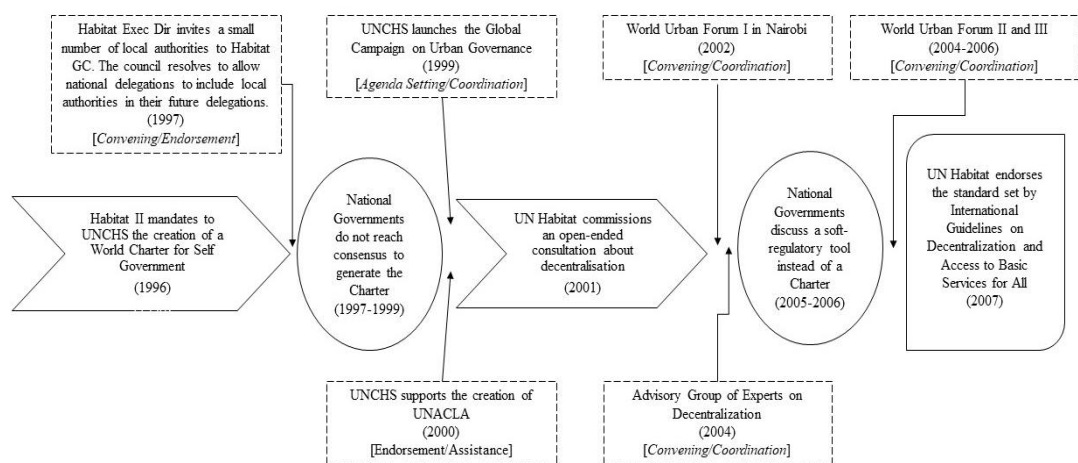 Habitat Exec Dir invites a small
number of local authorities to Habitat
GC. The council resolves to allow
national delegations to include local
authorities in their future delegations.
(1997)
[Convening/Endorsement]
UNCHS launches the Global
Campaign on Urban Governance
(1999)
[Agenda Setting/Coordination]
World Urban Forum I in Nairobi
(2002)
[Convening/Coordination]
World Urban Forum II and III
(2004-2006)
[Convening/Coordination]
Habitat II mandates to
UNCHS the creation of a
World Charter for Self
Government
(1996)
National
Governments
do not reach
consensus to
generate the
Charter
(1997-1999)
UN Habitat commissions
an open-ended
consultation about
decentralisation
(2001)
National
Governments
discuss a soft-
regulatory tool
instead of a
Charter
(2005-2006)
UN Habitat endorses
the standard set by
International
Guidelines on
Decentralization and
Access to Basic
Services for All
(2007)
UNCHS supports the creation of
UNACLA
(2000)
[Endorsement/Assistance]
Advisory Group of Experts on
Decentralization
(2004)
[Convening/Coordination]